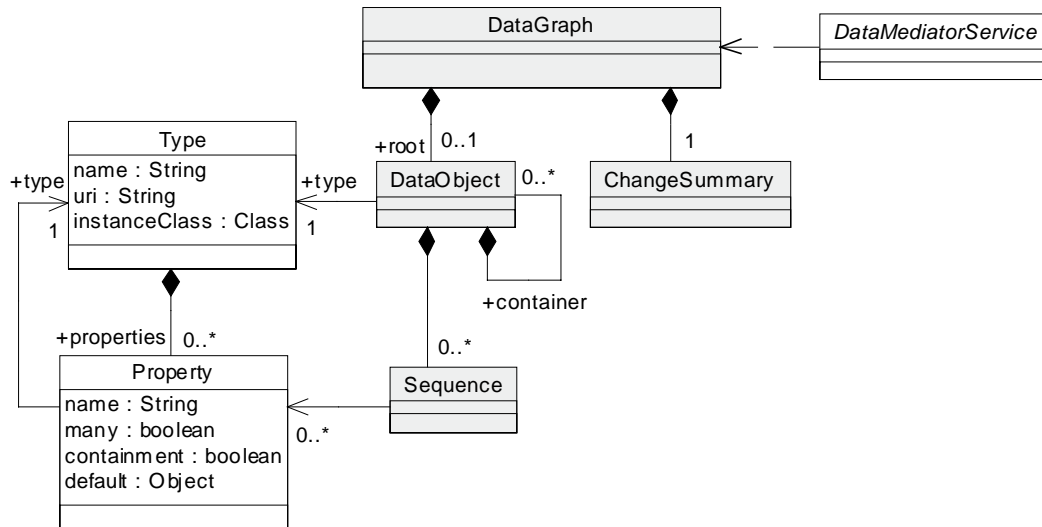 DataGraph
DataMediatorService
+root
0..1
1
Type
name : String
uri : String
instanceClass : Class
+type
1
+type
1
DataObject
0..*
ChangeSummary
+container
+properties
0..*
0..*
Property
name : String
many : boolean
containment : boolean
default : Object
Sequence
0..*